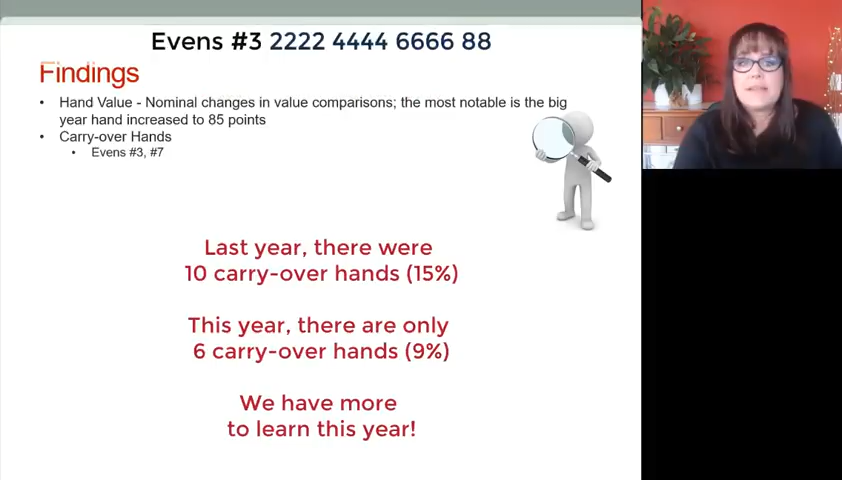 Evens #3 2222 4444 6666 88
Findings
• Hand Value - Nominal changes in value comparisons; the most notable is the big
year hand increased to 85 points
• Carry-over Hands
• Evens #3, #7
Last year, there were
10 carry-over hands (15%)
This year, there are only
6 carry-over hands (9%)
We have more
to learn this year!